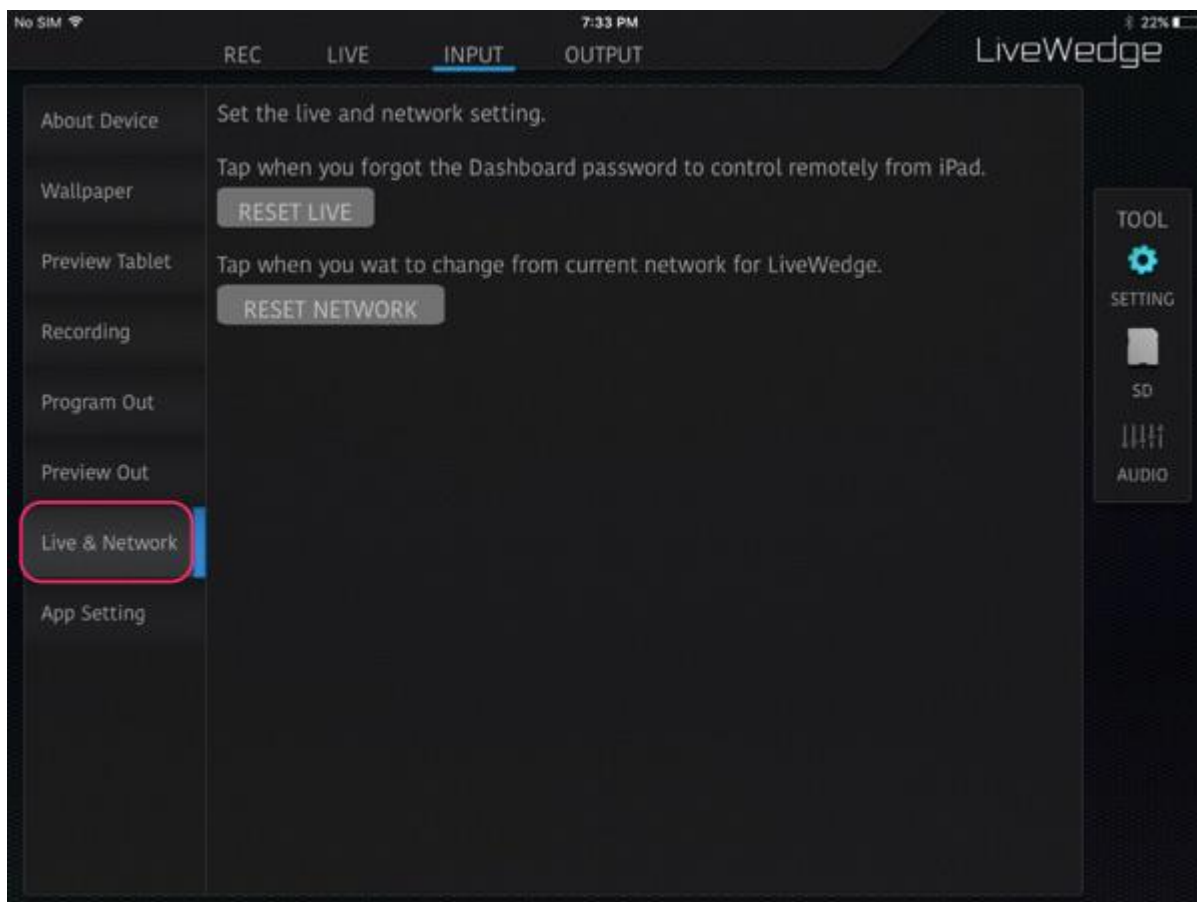 No SIM 7:33 PM 22%
REC LIVE INPUT OUTPUT LiveWedge
About Device
Wallpaper
Preview Tablet
Recording
Program Out
Preview Out
Live & Network
App Setting
Set the live and network setting.
Tap when you forgot the Dashboard password to control remotely from iPad.
RESET LIVE
Tap when you wat to change from current network for LiveWedge.
RESET NETWORK
TOOL
SETTING
SD
AUDIO